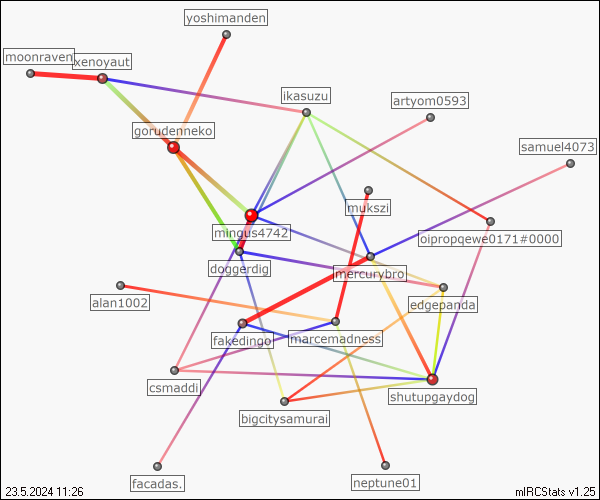 yoshimanden
moonraven
xenoyaut
ikasuzu
artyom0593
gorudenneko
samuel4073
mukszi
mingus4742
oipropqewe0171#0000
doggerdig
mercurybro
alan1002
edgepanda
fakedingo
marcemadness
csmaddi
shutupgaydog
bigcitysamurai
facadas.
neptune01
23.5.2024 11:26
mIRCStats v1.25